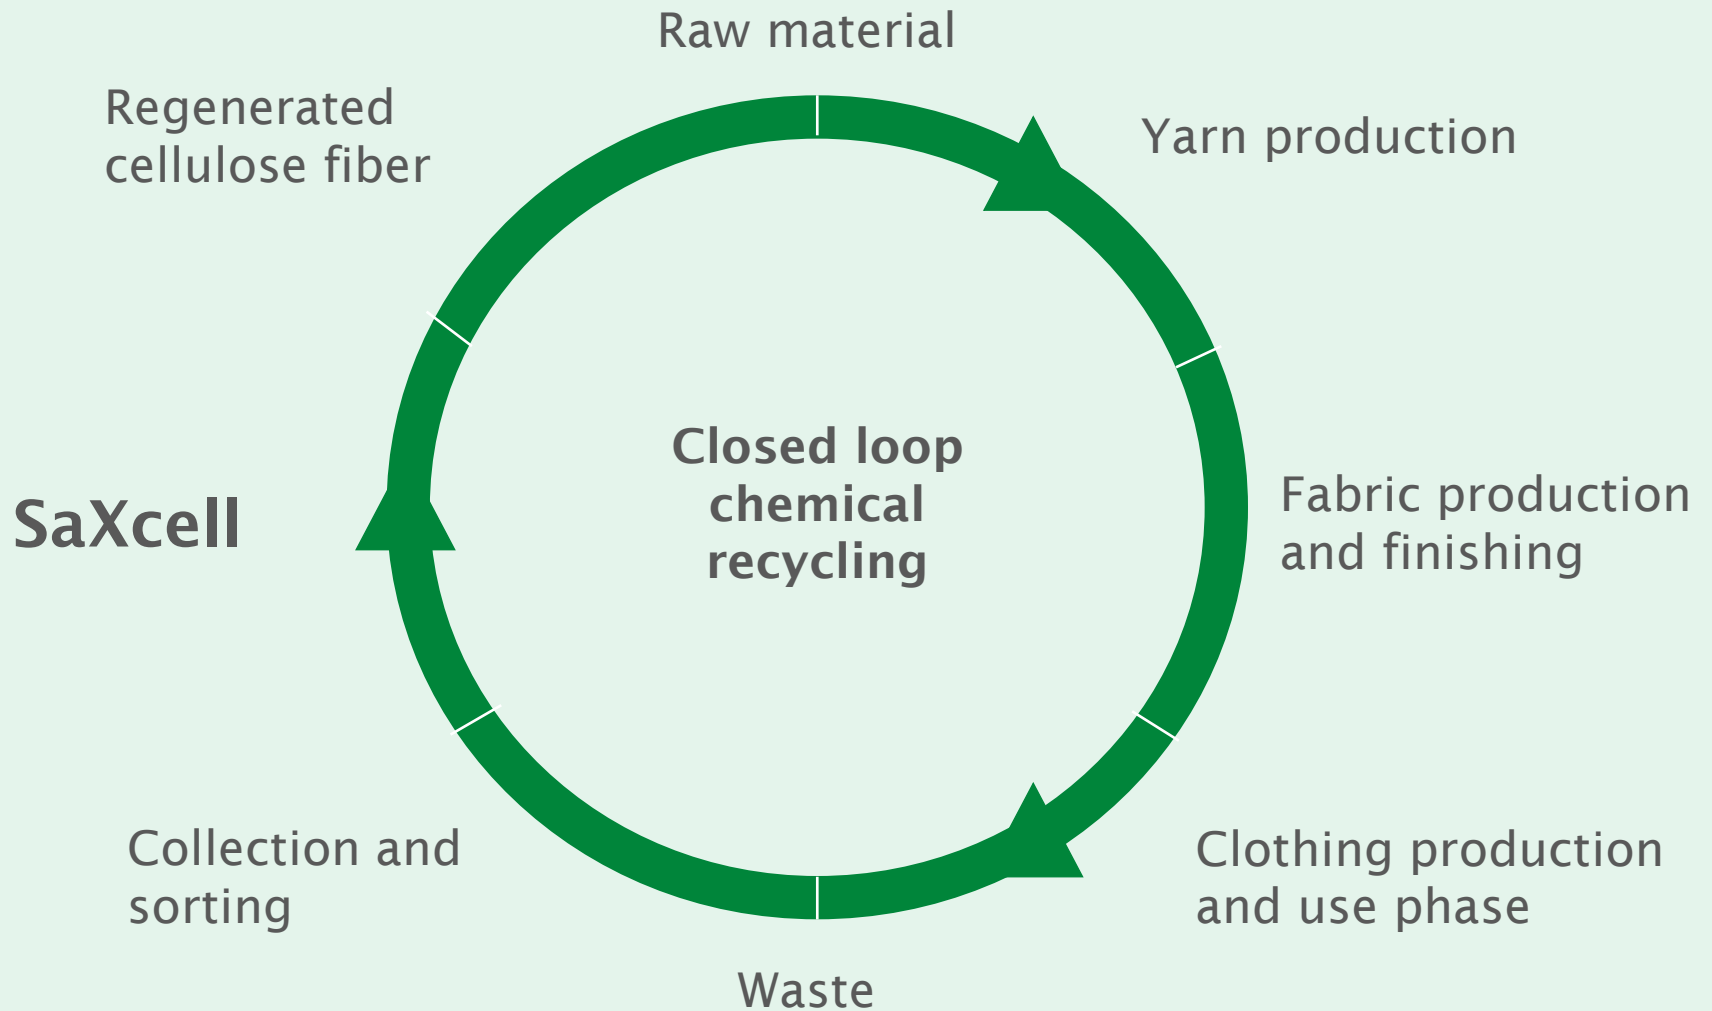 Raw material
Regenerated
cellulose fiber
Yarn production
Closed loop
chemical
recycling
SaXcell
Fabric production
and finishing
Collection and
sorting
Clothing production
and use phase
Waste